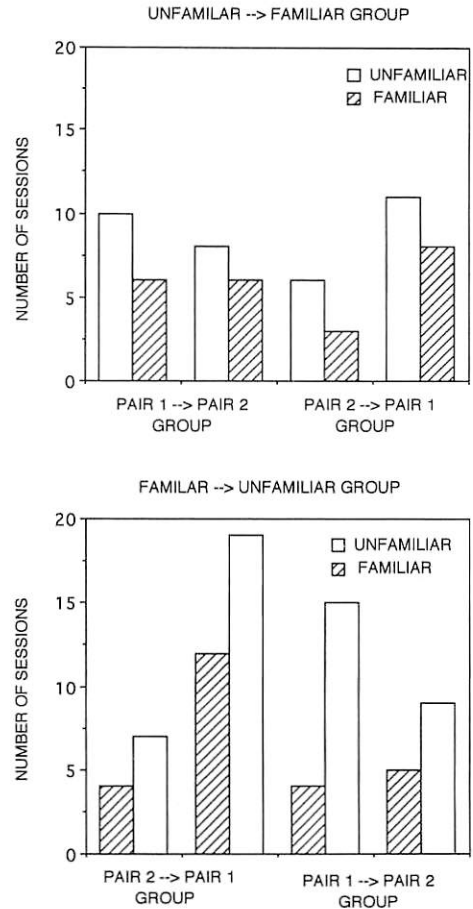 UNFAMILAR --> FAMILIAR GROUP
20
15
10
5
0
NUMBER OF SESSIONS
UNFAMILIAR
FAMILIAR
PAIR 1 --> PAIR 2
GROUP
PAIR 2 --> PAIR 1
GROUP
FAMILAR --> UNFAMILIAR GROUP
20
15
10
5
0
NUMBER OF SESSIONS
UNFAMILIAR
FAMILIAR
PAIR 2 --> PAIR 1
GROUP
PAIR 1 --> PAIR 2
GROUP